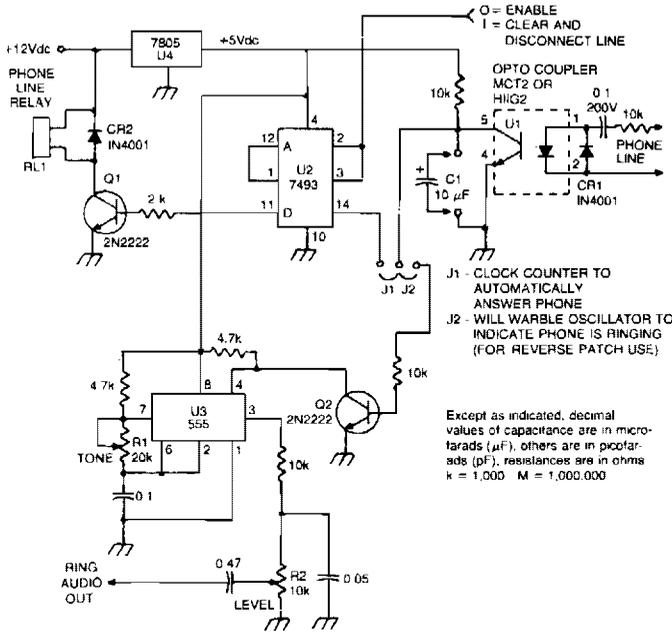 0 = ENABLE
1 = CLEAR AND
DISCONNECT LINE
+12Vdc
7805
U4
+5Vdc
PHONE
LINE
RELAY
RL1
CR2
IN4001
Q1
2N2222
2 k
12
A
1
11
D
4
U2
7493
2
3
14
10
10k
C1
+
10 μF
OPTO COUPLER
MCT2 OR
HIIG2
U1
5
4
1
2
0.1
200V
10k
PHONE
LINE
CR1
IN4001
J1
J2
J1 - CLOCK COUNTER TO
AUTOMATICALLY
ANSWER PHONE
J2 - WILL WARBLE OSCILLATOR TO
INDICATE PHONE IS RINGING
(FOR REVERSE PATCH USE)
4.7k
4.7k
8
4
7
U3
555
3
6
2
1
R1
20k
TONE
0.1
Q2
2N2222
10k
10k
Except as indicated, decimal
values of capacitance are in micro-
farads (μF), others are in picofar-
ads (pF), resistances are in ohms
k = 1,000 M = 1,000,000
RING
AUDIO
OUT
0.47
LEVEL
R2
10k
0.05